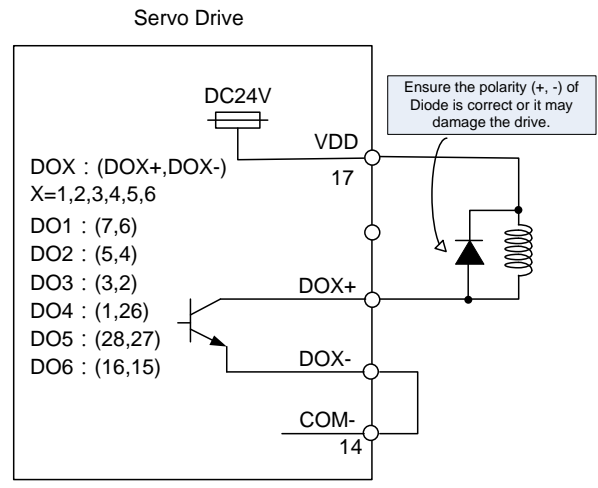 Servo Drive
DC24V
Ensure the polarity (+, -) of
Diode is correct or it may
damage the drive.
VDD
17
DOX : (DOX+,DOX-)
X=1,2,3,4,5,6
DO1 : (7,6)
DO2 : (5,4)
DO3 : (3,2)
DO4 : (1,26)
DO5 : (28,27)
DO6 : (16,15)
DOX+
DOX-
COM-
14